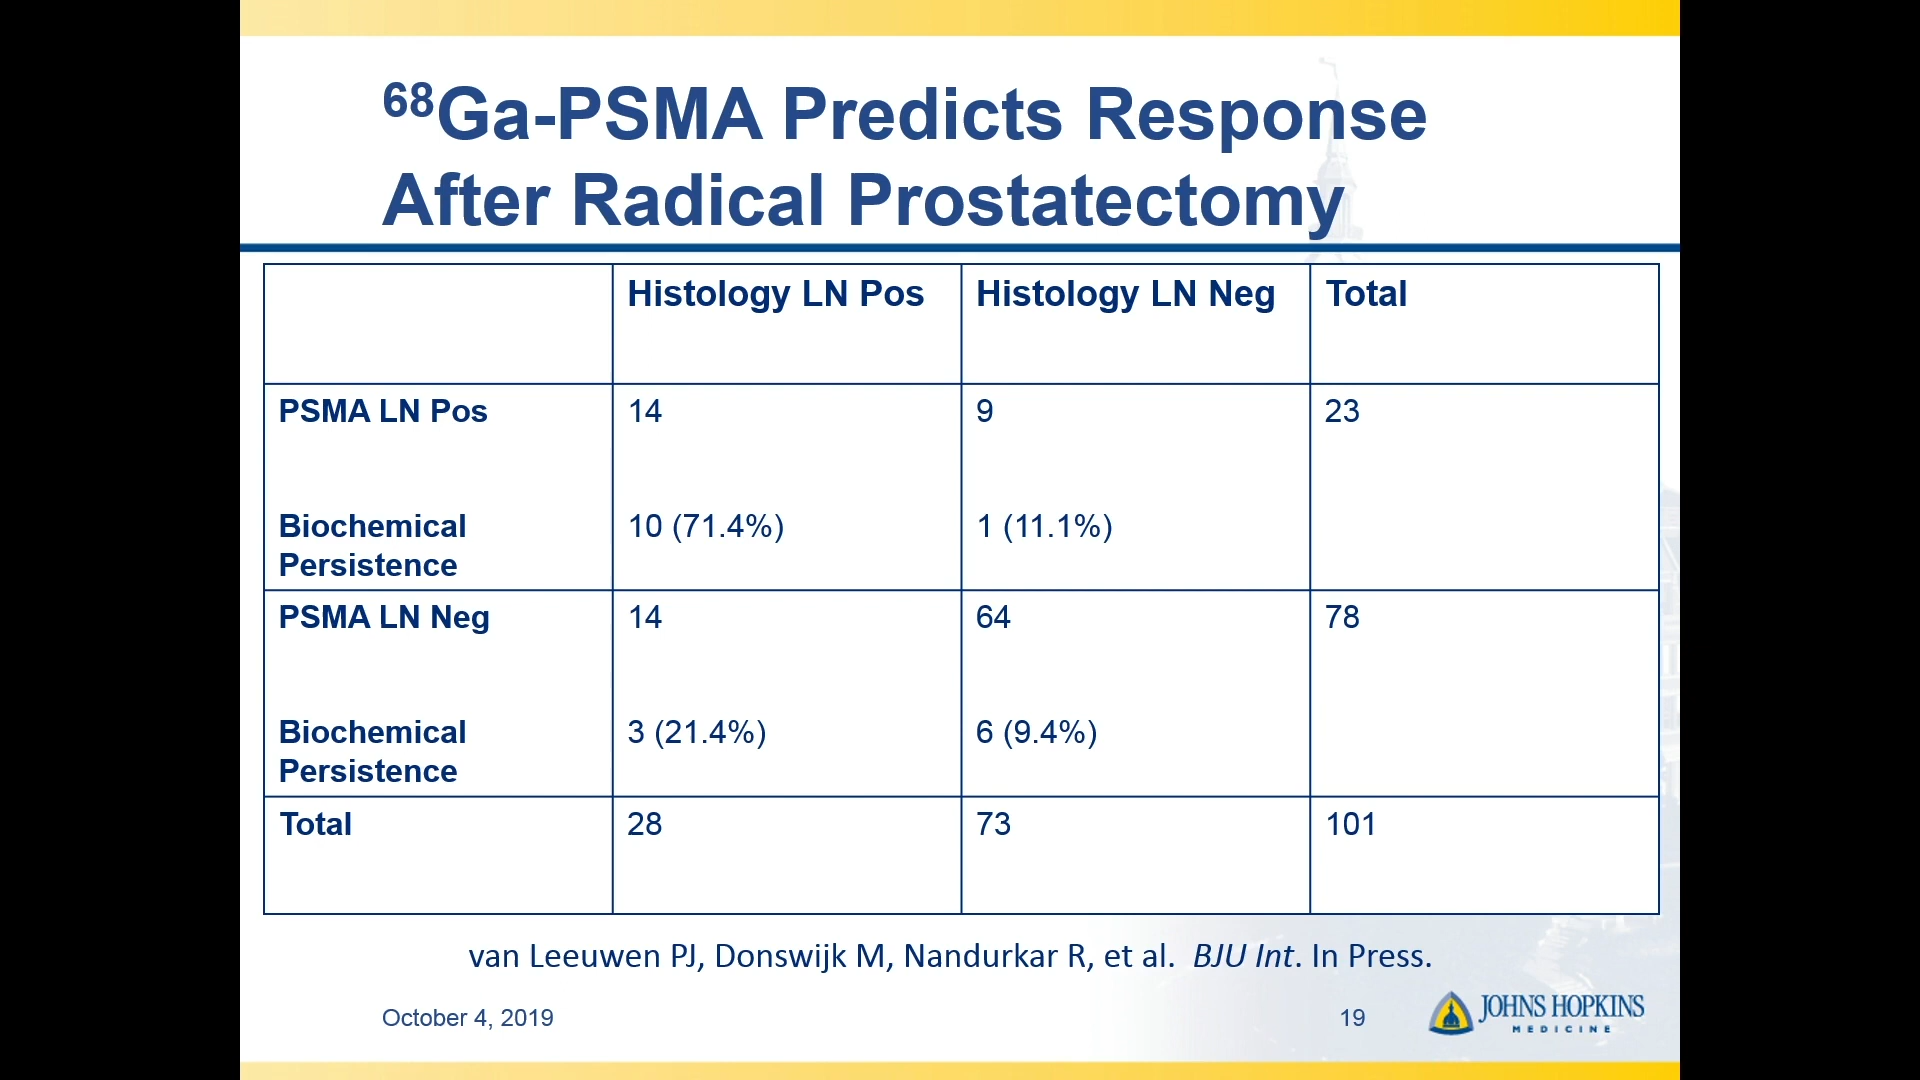 68Ga-PSMA Predicts Response
After Radical Prostatectomy
Histology LN Pos Histology LN Neg Total
PSMA LN Pos 14 9 23
Biochemical 10 (71.4%) 1 (11.1%)
Persistence
PSMA LN Neg 14 64 78
Biochemical 3 (21.4%) 6 (9.4%)
Persistence
Total 28 73 101
van Leeuwen PJ, Donswijk M, Nandurkar R, et al. BJU Int. In Press.
October 4, 2019 19
JOHNS HOPKINS
MEDICINE